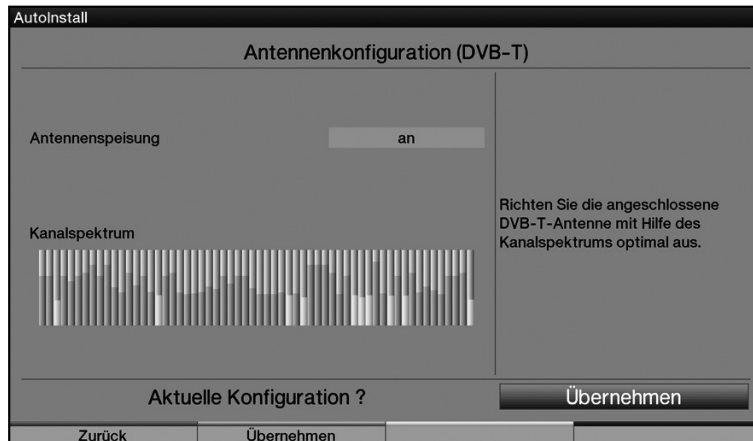 AutoInstall
Antennenkonfiguration (DVB-T)
Antennenspeisung an
Kanalspektrum
Richten Sie die angeschlossene
DVB-T-Antenne mit Hilfe des
Kanalspektrums optimal aus.
Aktuelle Konfiguration ? Übernehmen
Zurück Übernehmen